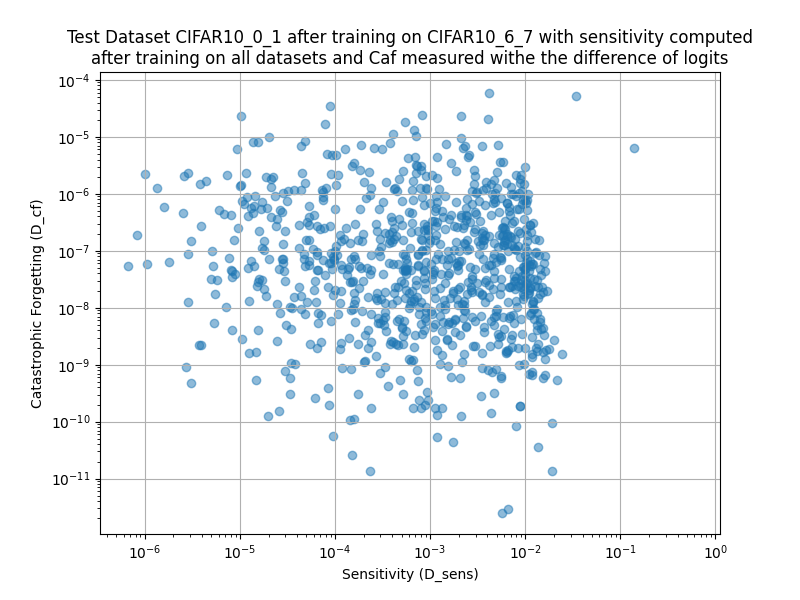 Test Dataset CIFAR10_0_1 after training on CIFAR10_6_7 with sensitivity computed
after training on all datasets and Caf measured withe the difference of logits
Catastrophic Forgetting (D_cf)
10⁻⁴
10⁻⁵
10⁻⁶
10⁻⁷
10⁻⁸
10⁻⁹
10⁻¹⁰
10⁻¹¹
10⁻⁶ 10⁻⁵ 10⁻⁴ 10⁻³ 10⁻² 10⁻¹ 10⁰
Sensitivity (D_sens)